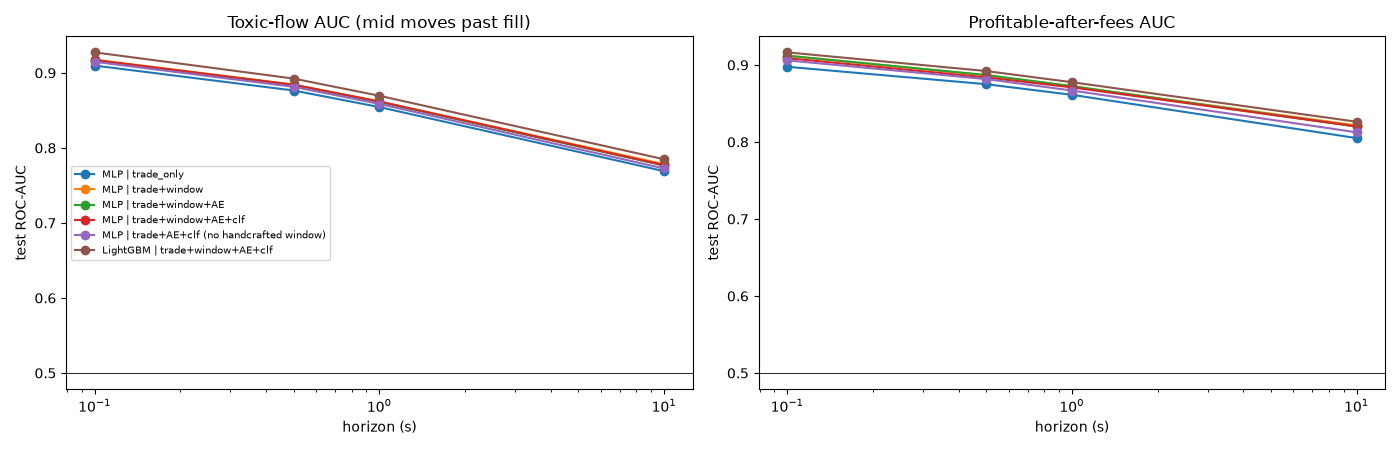 Toxic-flow AUC (mid moves past fill)
test ROC-AUC
0.9
0.8
0.7
0.6
0.5
MLP | trade_only
MLP | trade+window
MLP | trade+window+AE
MLP | trade+window+AE+clf
MLP | trade+AE+clf (no handcrafted window)
LightGBM | trade+window+AE+clf
10⁻¹
10⁰
10¹
horizon (s)
Profitable-after-fees AUC
test ROC-AUC
0.9
0.8
0.7
0.6
0.5
10⁻¹
10⁰
10¹
horizon (s)